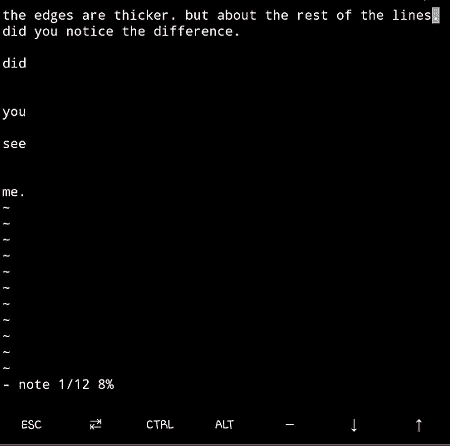 the edges are thicker. but about the rest of the lines.
did you notice the difference.
did
you
see
me.
~
~
~
~
~
~
~
~
~
~
~
- note 1/12 8%
ESC ⇄ CTRL ALT — ↓ ↑